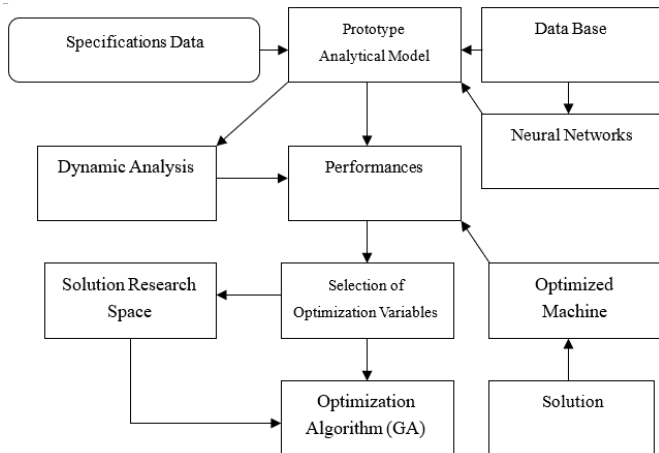 Specifications Data
Prototype
Analytical Model
Data Base
Neural Networks
Dynamic Analysis
Performances
Solution Research
Space
Selection of
Optimization Variables
Optimized
Machine
Optimization
Algorithm (GA)
Solution